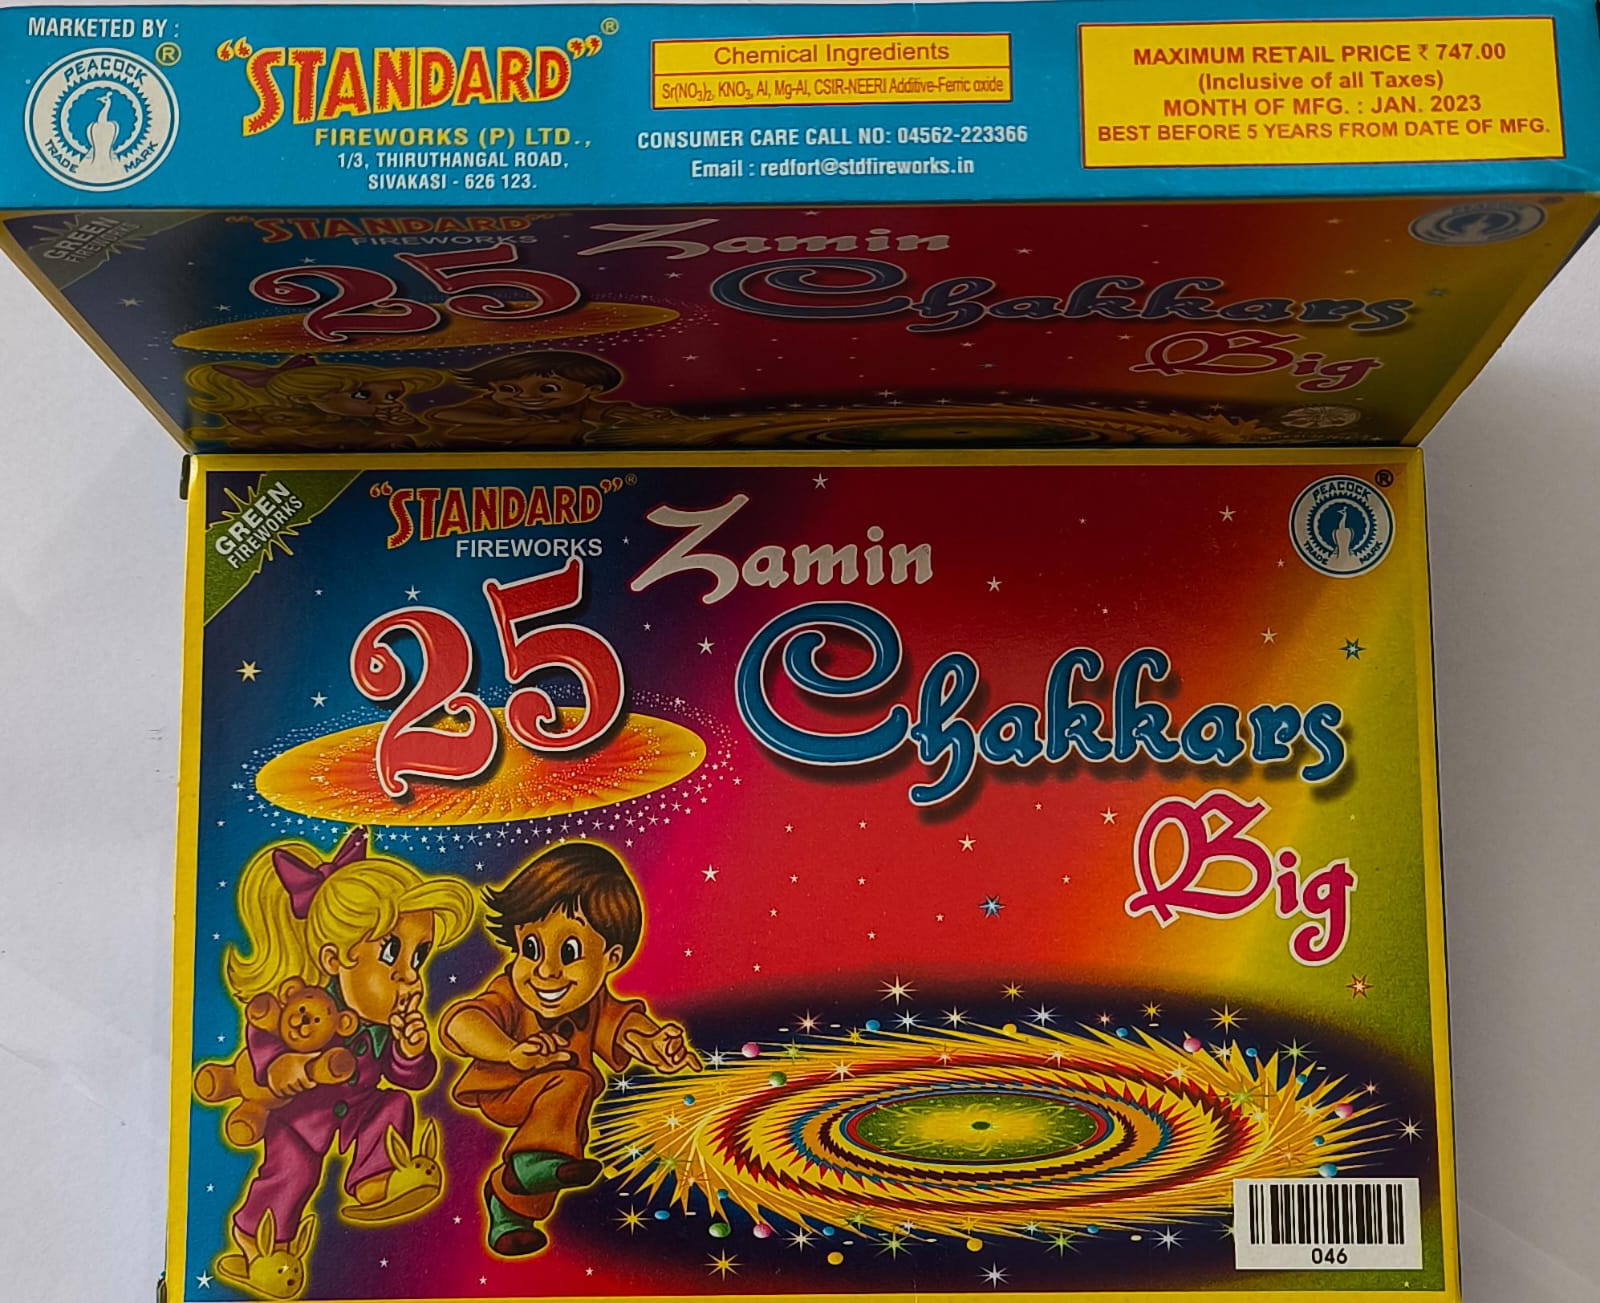 MARKETED BY :
PEACOCK ®
TRADE MARK
“STANDARD”®
FIREWORKS (P) LTD.,
1/3, THIRUTHANGAL ROAD,
SIVAKASI - 626 123.
Chemical Ingredients
Sr(NO₃)₂, KNO₃, Al, Mg-Al, CSIR-NEERI Additive-Ferric oxide
CONSUMER CARE CALL NO: 04562-223366
Email : redfort@stdfireworks.in
MAXIMUM RETAIL PRICE ₹ 747.00
(Inclusive of all Taxes)
MONTH OF MFG. : JAN. 2023
BEST BEFORE 5 YEARS FROM DATE OF MFG.
GREEN
FIREWORKS
“STANDARD”
FIREWORKS
25 Zamin
Chakkars
Big
GREEN
FIREWORKS
“STANDARD”®
FIREWORKS
25 Zamin
Chakkars
Big
PEACOCK ®
TRADE MARK
046